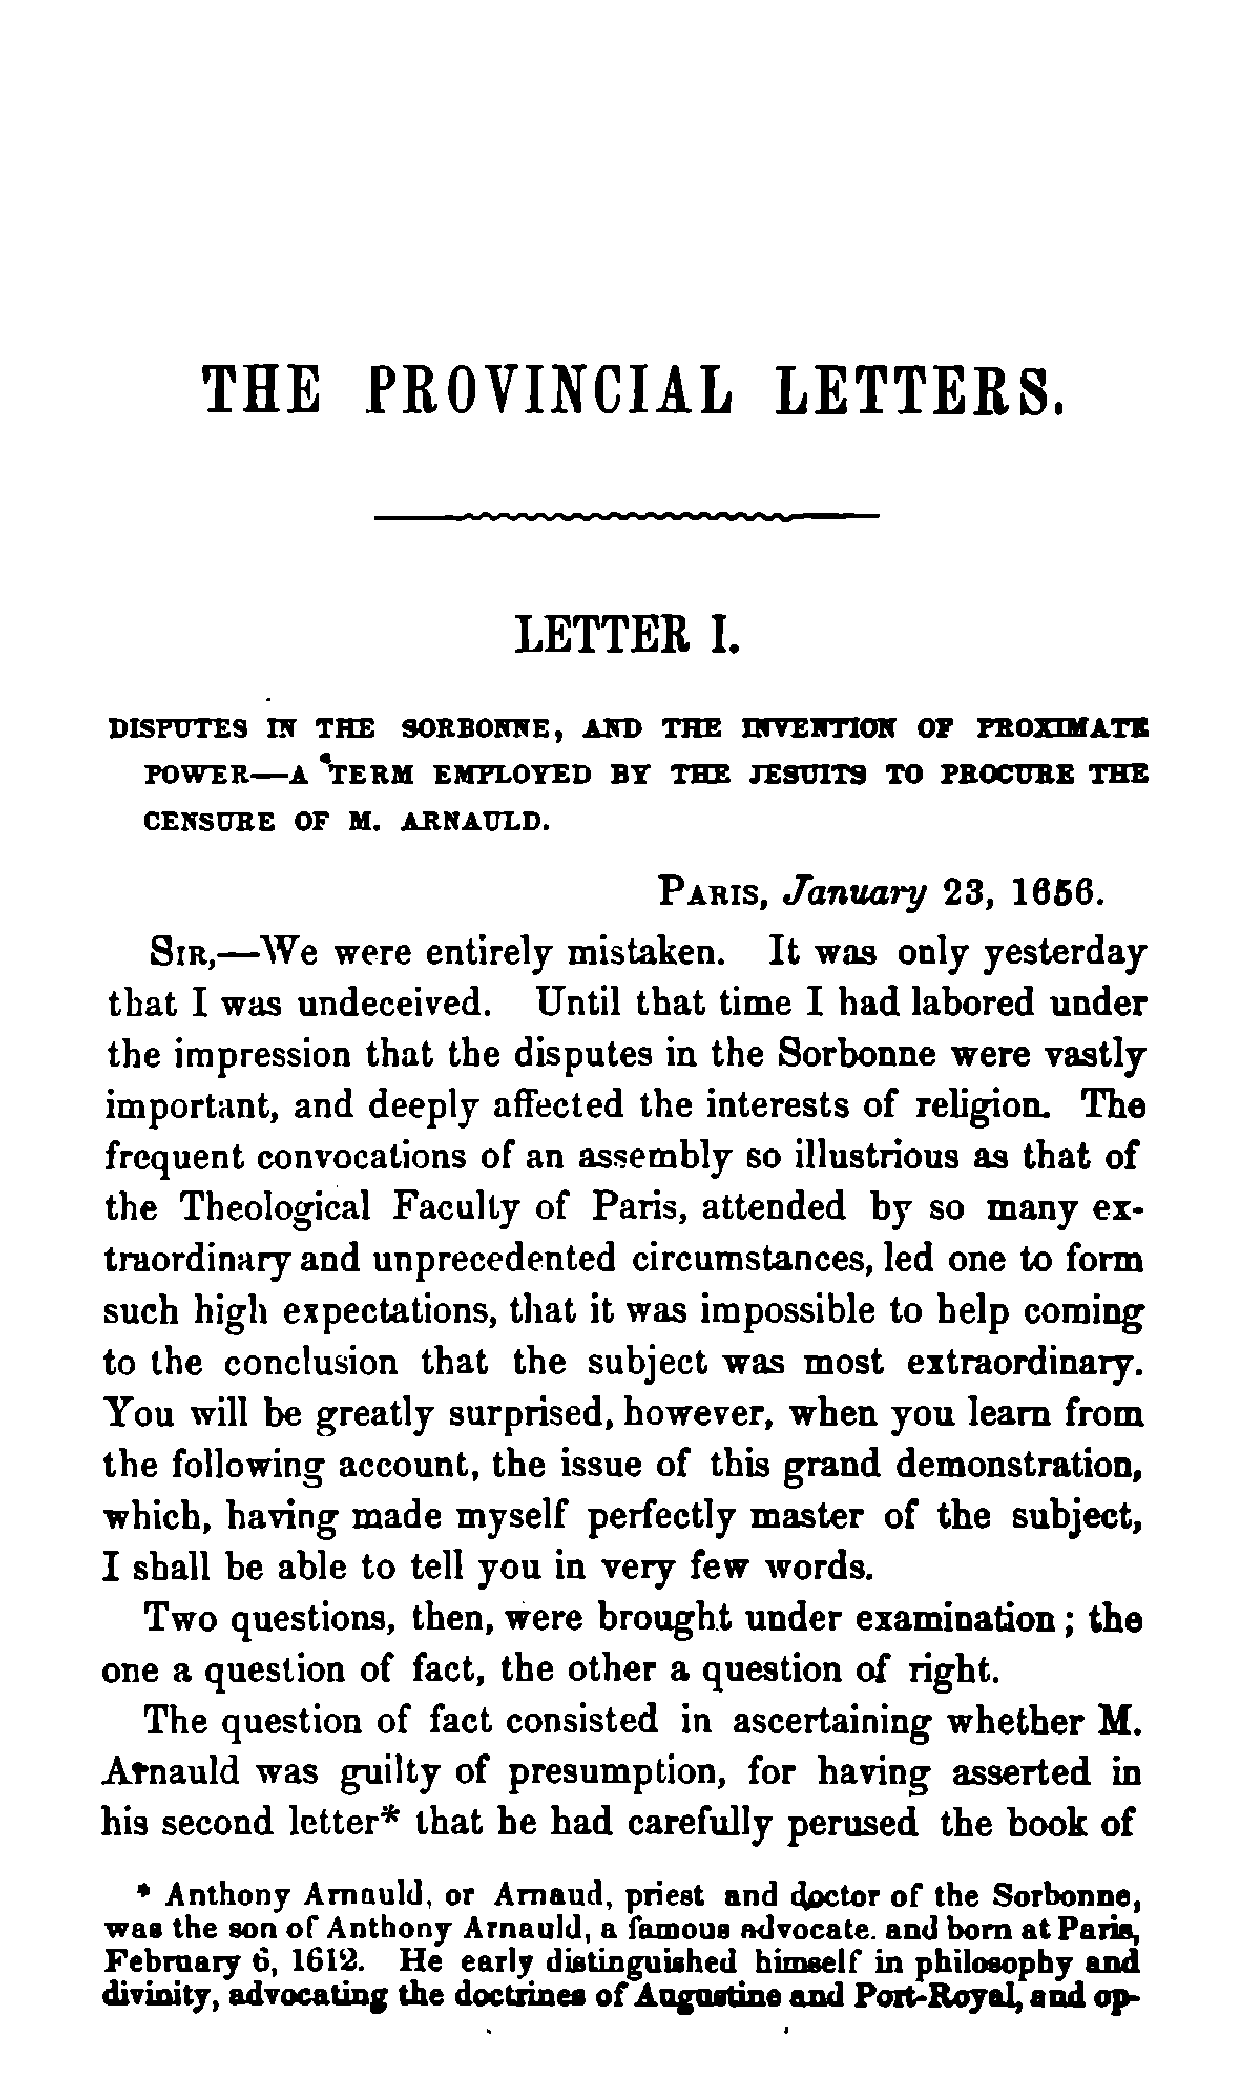 THE PROVINCIAL LETTERS.
LETTER I.
DISPUTES IN THE SORBONNE, AND THE INVENTION OF PROXIMATE
POWER—A TERM EMPLOYED BY THE JESUITS TO PROCURE THE
CENSURE OF M. ARNAULD.
PARIS, January 23, 1656.
SIR,—We were entirely mistaken. It was only yesterday
that I was undeceived. Until that time I had labored under
the impression that the disputes in the Sorbonne were vastly
important, and deeply affected the interests of religion. The
frequent convocations of an assembly so illustrious as that of
the Theological Faculty of Paris, attended by so many ex-
traordinary and unprecedented circumstances, led one to form
such high expectations, that it was impossible to help coming
to the conclusion that the subject was most extraordinary.
You will be greatly surprised, however, when you learn from
the following account, the issue of this grand demonstration,
which, having made myself perfectly master of the subject,
I shall be able to tell you in very few words.
Two questions, then, were brought under examination; the
one a question of fact, the other a question of right.
The question of fact consisted in ascertaining whether M.
Arnauld was guilty of presumption, for having asserted in
his second letter* that he had carefully perused the book of
* Anthony Arnauld, or Arnaud, priest and doctor of the Sorbonne,
was the son of Anthony Arnauld, a famous advocate. and born at Paris,
February 6, 1612. He early distinguished himself in philosophy and
divinity, advocating the doctrines of Augustine and Port-Royal, and op-